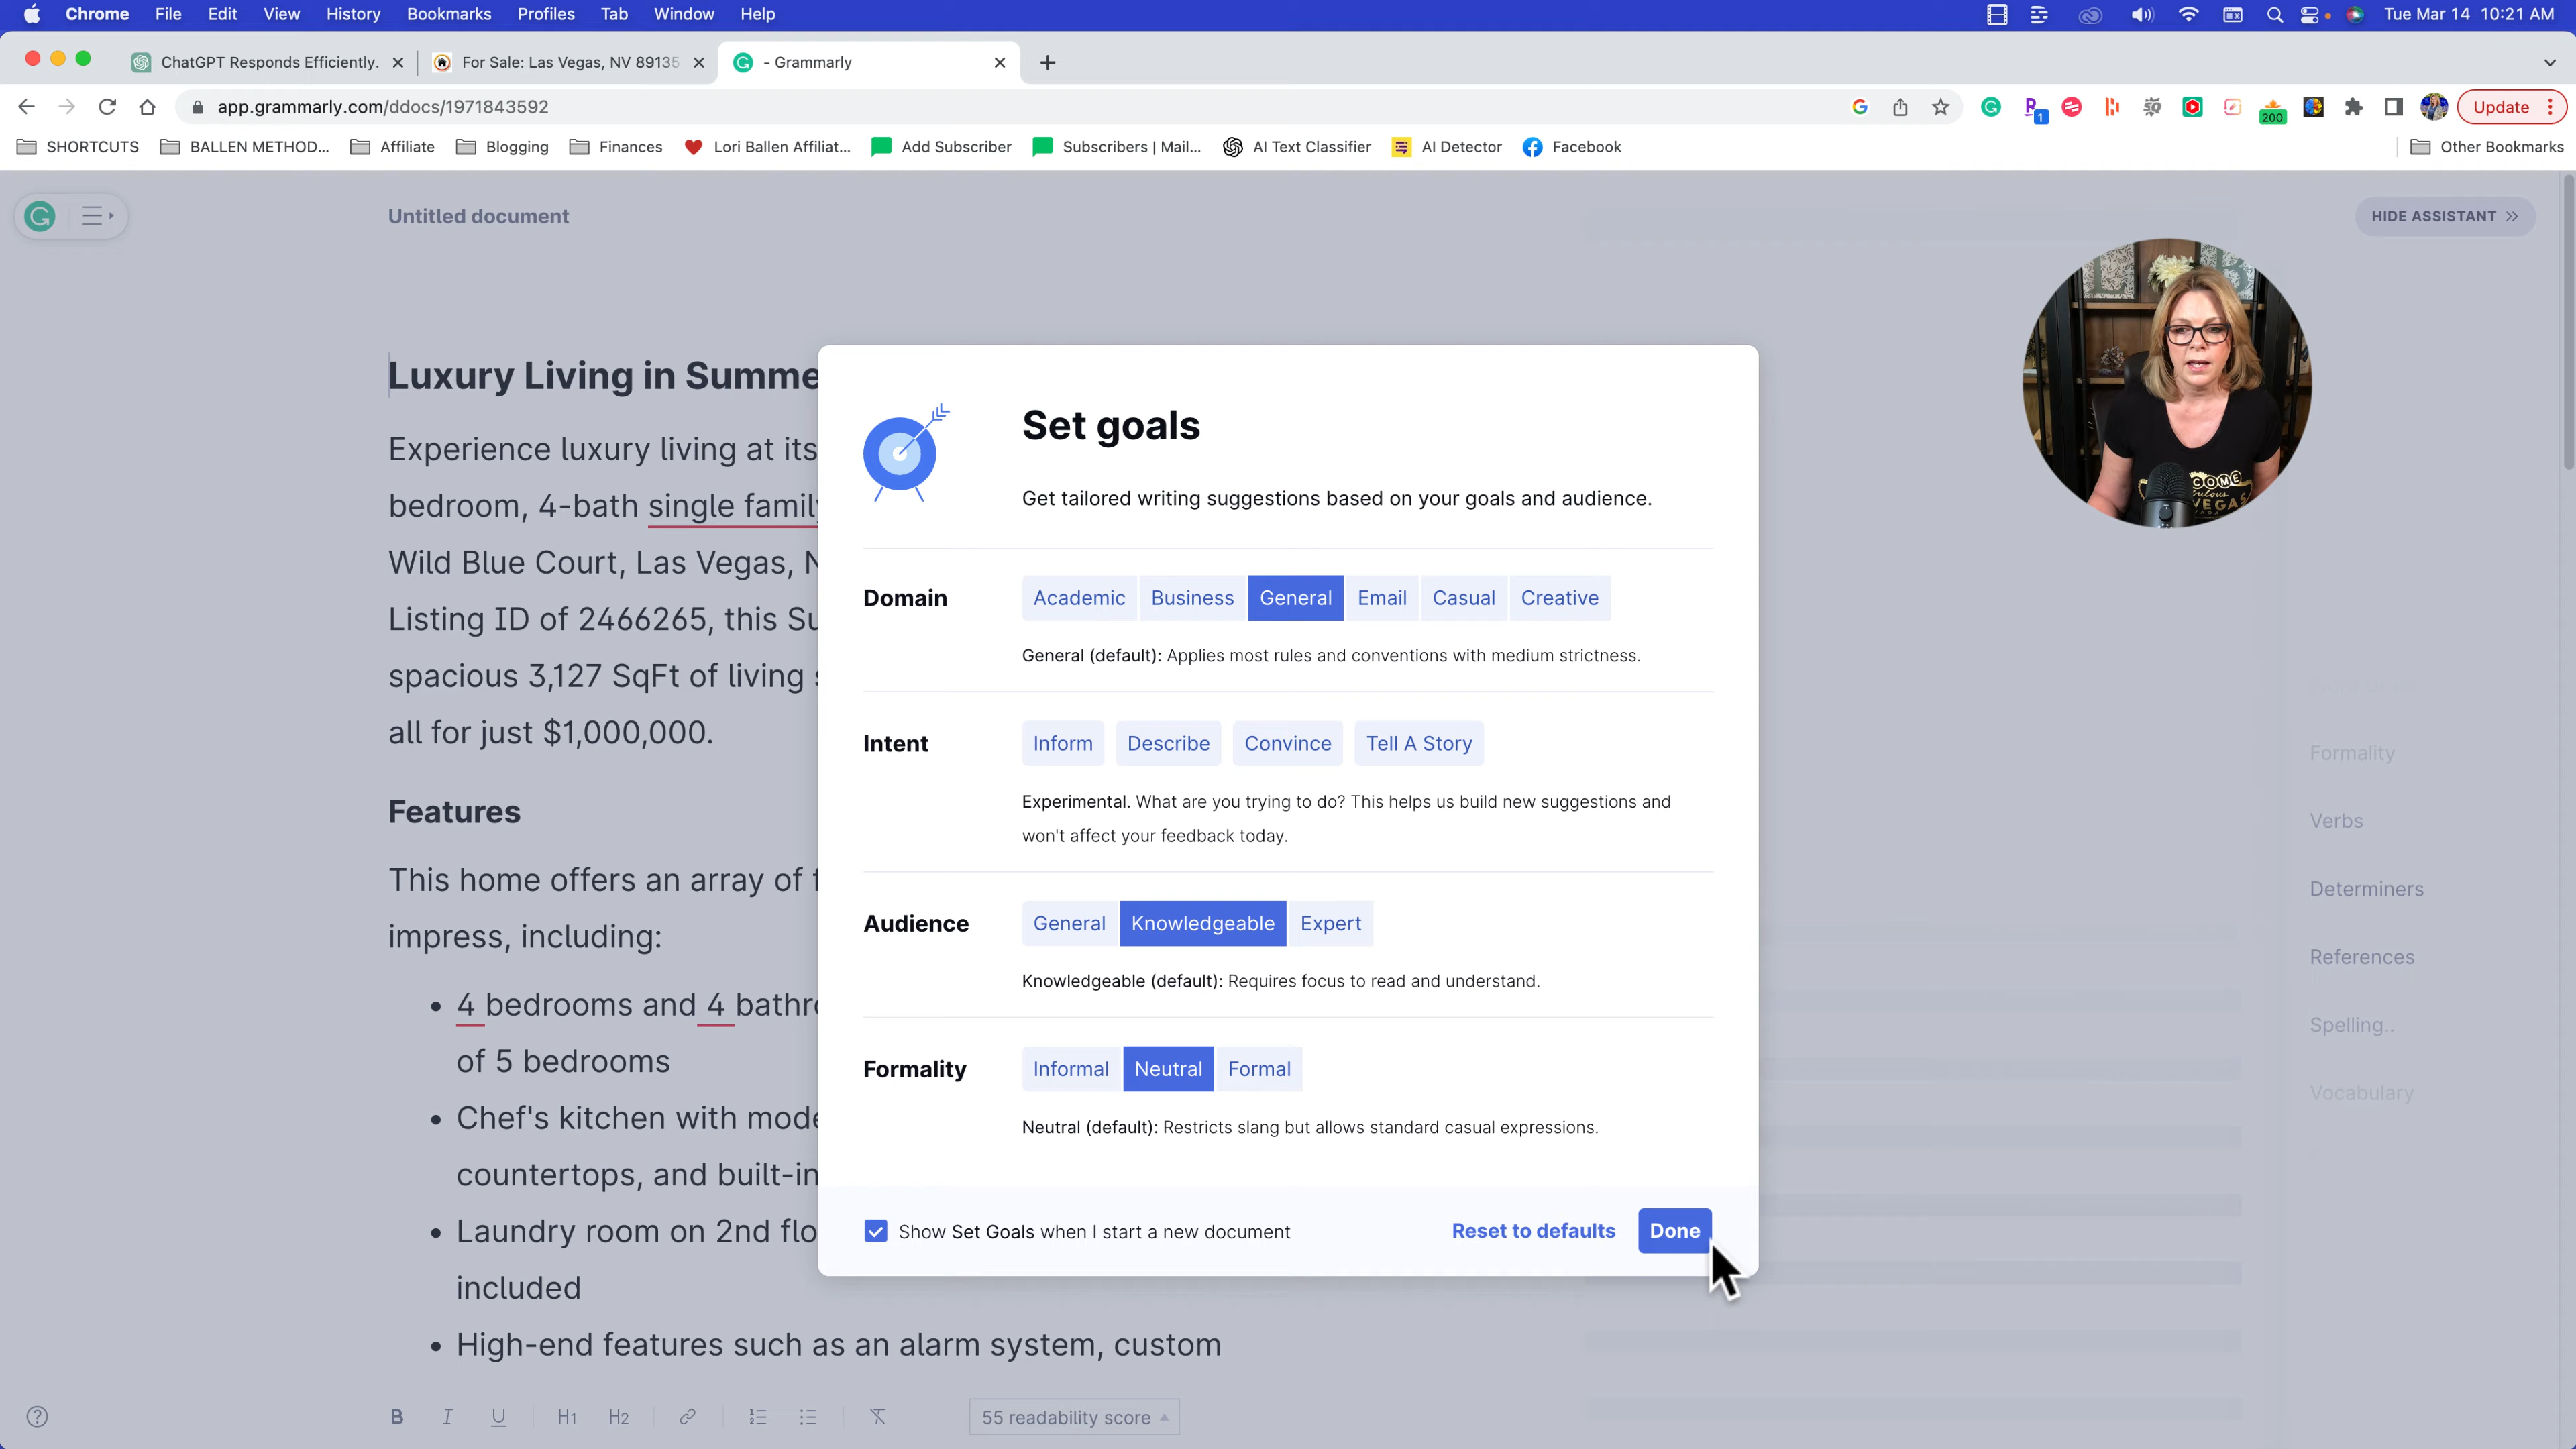 Chrome File Edit View History Bookmarks Profiles Tab Window Help Tue Mar 14 10:21 AM
ChatGPT Responds Efficiently. For Sale: Las Vegas, NV 89135 - Grammarly
app.grammarly.com/ddocs/1971843592 1 200 Update
SHORTCUTS BALLEN METHOD... Affiliate Blogging Finances Lori Ballen Affiliat... Add Subscriber Subscribers | Mail... AI Text Classifier AI Detector Facebook Other Bookmarks
Untitled document
HIDE ASSISTANT
Luxury Living in Summe
Experience luxury living at its
bedroom, 4-bath single family
Wild Blue Court, Las Vegas, N
Listing ID of 2466265, this Su
spacious 3,127 SqFt of living s
all for just $1,000,000.
Features
This home offers an array of f
impress, including:
• 4 bedrooms and 4 bathro
of 5 bedrooms
• Chef's kitchen with mode
countertops, and built-in
• Laundry room on 2nd flo
included
• High-end features such as an alarm system, custom
B I U H1 H2
55 readability score
Set goals
Get tailored writing suggestions based on your goals and audience.
Domain Academic Business General Email Casual Creative
General (default): Applies most rules and conventions with medium strictness.
Intent Inform Describe Convince Tell A Story
Experimental. What are you trying to do? This helps us build new suggestions and
won't affect your feedback today.
Audience General Knowledgeable Expert
Knowledgeable (default): Requires focus to read and understand.
Formality Informal Neutral Formal
Neutral (default): Restricts slang but allows standard casual expressions.
Show Set Goals when I start a new document Reset to defaults Done
Formality
Verbs
Determiners
References
Spelling..
Vocabulary